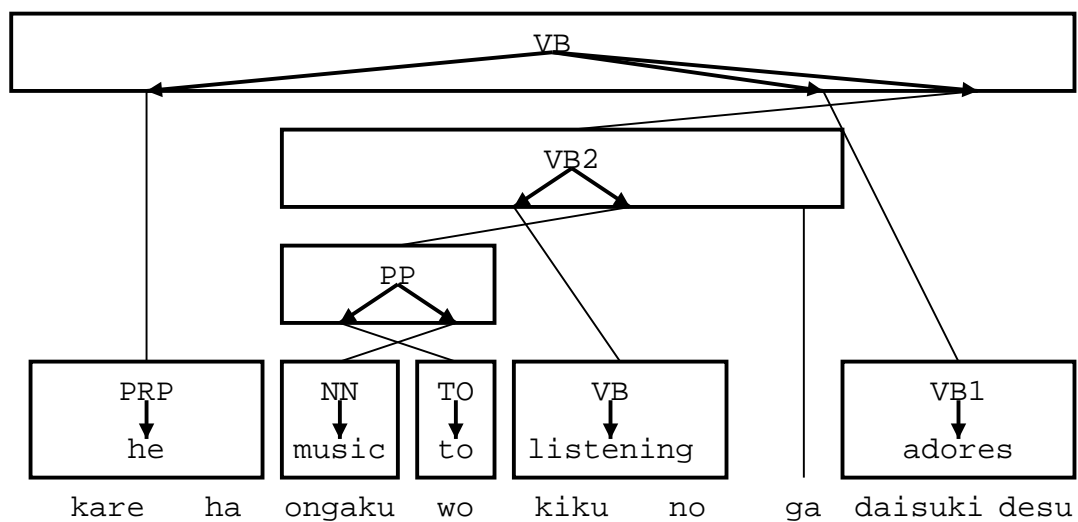 VB
VB2
PP
PRP NN TO VB VB1
he music to listening adores
kare ha ongaku wo kiku no ga daisuki desu